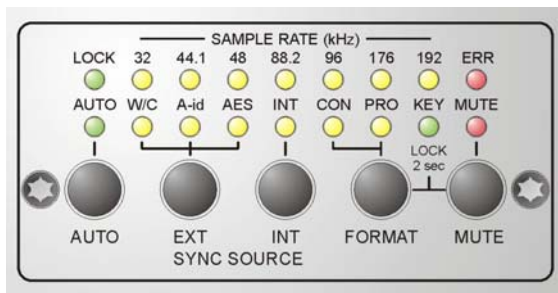 SAMPLE RATE (kHz)
LOCK 32 44.1 48 88.2 96 176 192 ERR
AUTO W/C A-id AES INT CON PRO KEY MUTE
LOCK
2 sec
AUTO EXT INT FORMAT MUTE
SYNC SOURCE